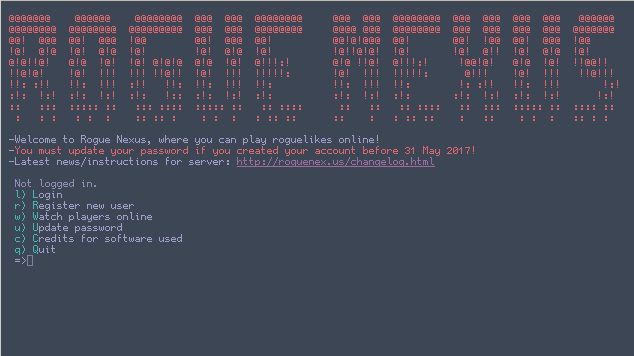 ROGUE NEXUS
-Welcome to Rogue Nexus, where you can play roguelikes online!
-You must update your password if you created your account before 31 May 2017!
-Latest news/instructions for server: http://roguenex.us/changelog.html
Not logged in.
l) Login
r) Register new user
w) Watch players online
u) Update password
c) Credits for software used
q) Quit
=>